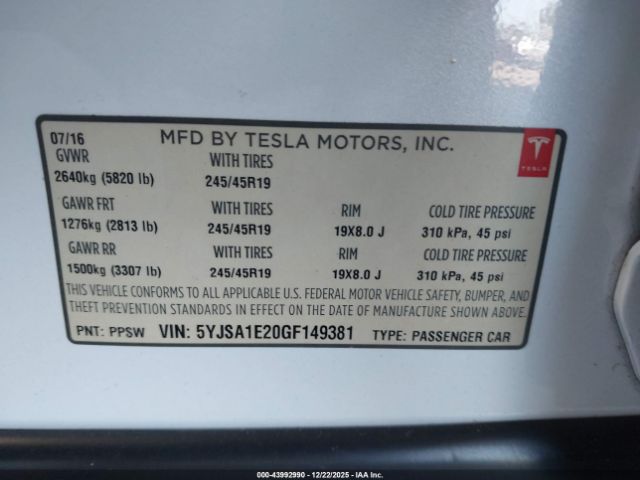 07/16 MFD BY TESLA MOTORS, INC.
TESLA
GVWR WITH TIRES
2640kg (5820 lb) 245/45R19
GAWR FRT WITH TIRES RIM COLD TIRE PRESSURE
1276kg (2813 lb) 245/45R19 19X8.0 J 310 kPa, 45 psi
GAWR RR WITH TIRES RIM COLD TIRE PRESSURE
1500kg (3307 lb) 245/45R19 19X8.0 J 310 kPa, 45 psi
THIS VEHICLE CONFORMS TO ALL APPLICABLE U.S. FEDERAL MOTOR VEHICLE SAFETY, BUMPER, AND
THEFT PREVENTION STANDARDS IN EFFECT ON THE DATE OF MANUFACTURE SHOWN ABOVE.
PNT: PPSW VIN: 5YJSA1E20GF149381 TYPE: PASSENGER CAR
000-43992990 - 12/22/2025 - IAA Inc.